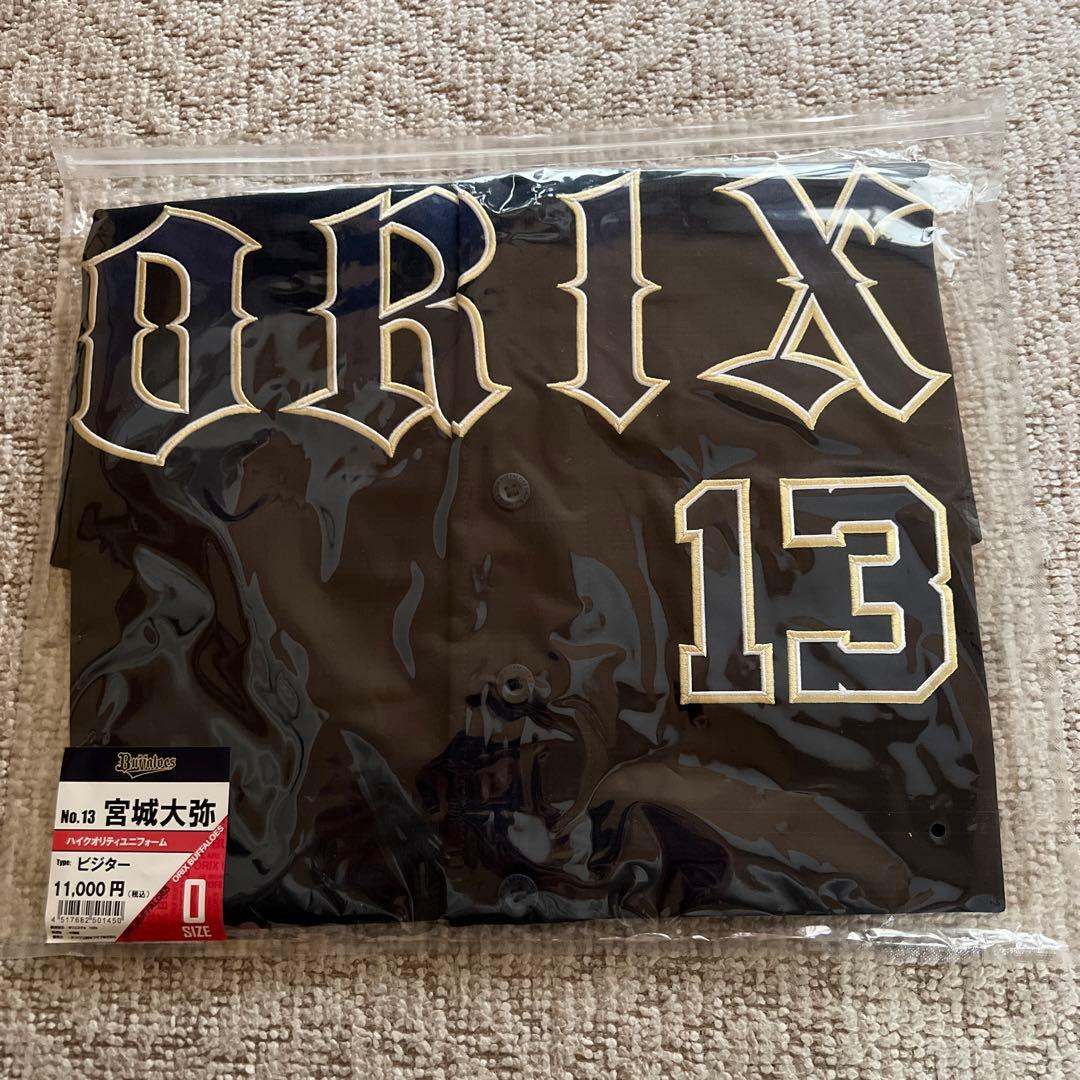 ORIX
13
Buffaloes
No.13 宮城大弥
ハイクオリティユニフォーム
Type: ビジター
11,000円(税込)
4517682501450
ORIX BUFFALOES
O
SIZE